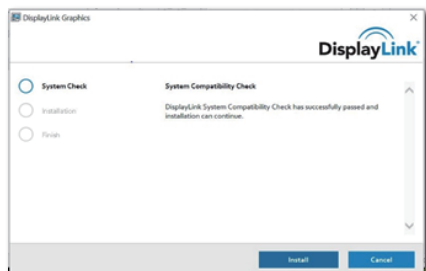 DisplayLink Graphics
DisplayLink
System Check
Installation
Finish
System Compatibility Check
DisplayLink System Compatibility Check has successfully passed and
installation can continue.
Install
Cancel